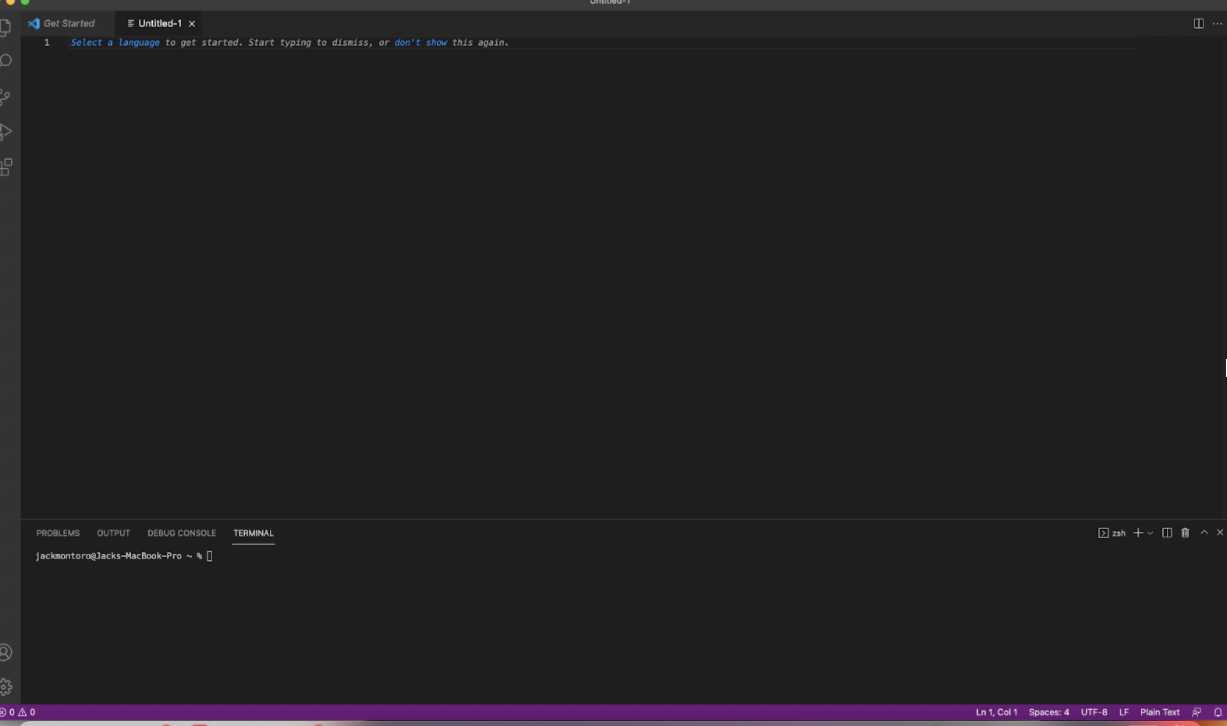 Untitled-1
Get Started
Untitled-1
1 Select a language to get started. Start typing to dismiss, or don't show this again.
PROBLEMS OUTPUT DEBUG CONSOLE TERMINAL
zsh
jackmontoro@Jacks-MacBook-Pro ~ %
0 0
Ln 1, Col 1 Spaces: 4 UTF-8 LF Plain Text